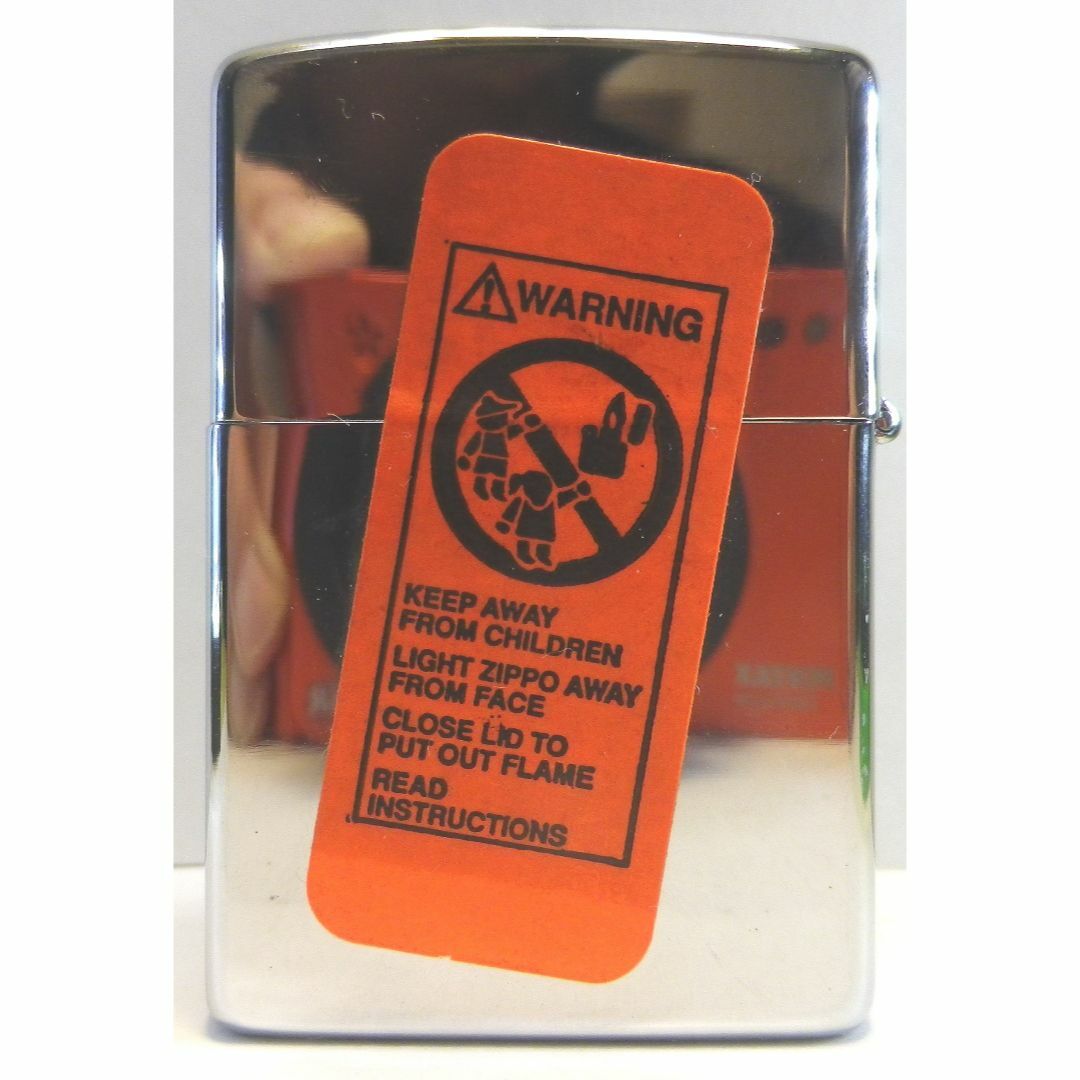 WARNING
KEEP AWAY
FROM CHILDREN
LIGHT ZIPPO AWAY
FROM FACE
CLOSE LID TO
PUT OUT FLAME
READ
INSTRUCTIONS